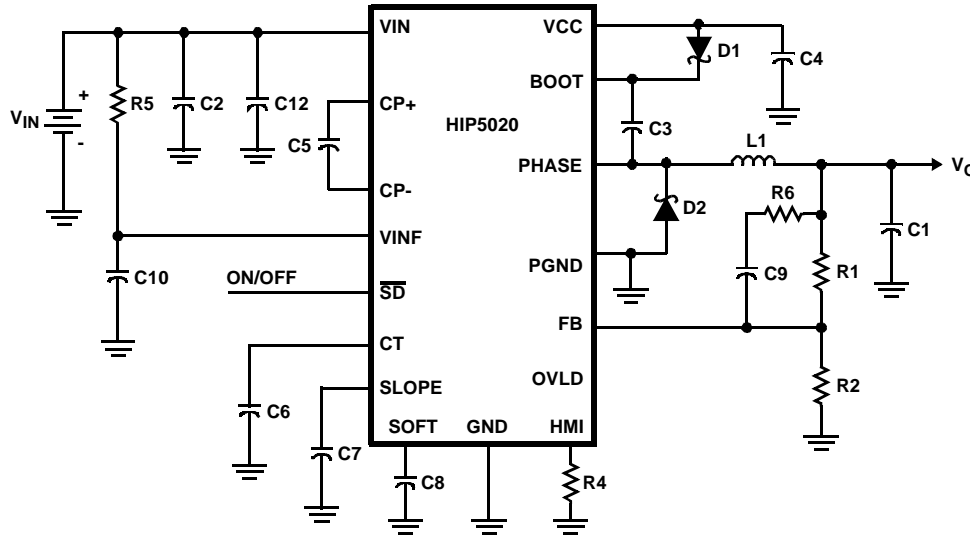 VIN
VCC
D1
C4
BOOT
+
VIN
-
R5
C2
C12
CP+
C5
HIP5020
C3
L1
PHASE
VO
CP-
R6
D2
C1
VINF
PGND
C9
R1
C10
ON/OFF
SD
FB
CT
OVLD
R2
SLOPE
C6
SOFT
GND
HMI
C7
C8
R4